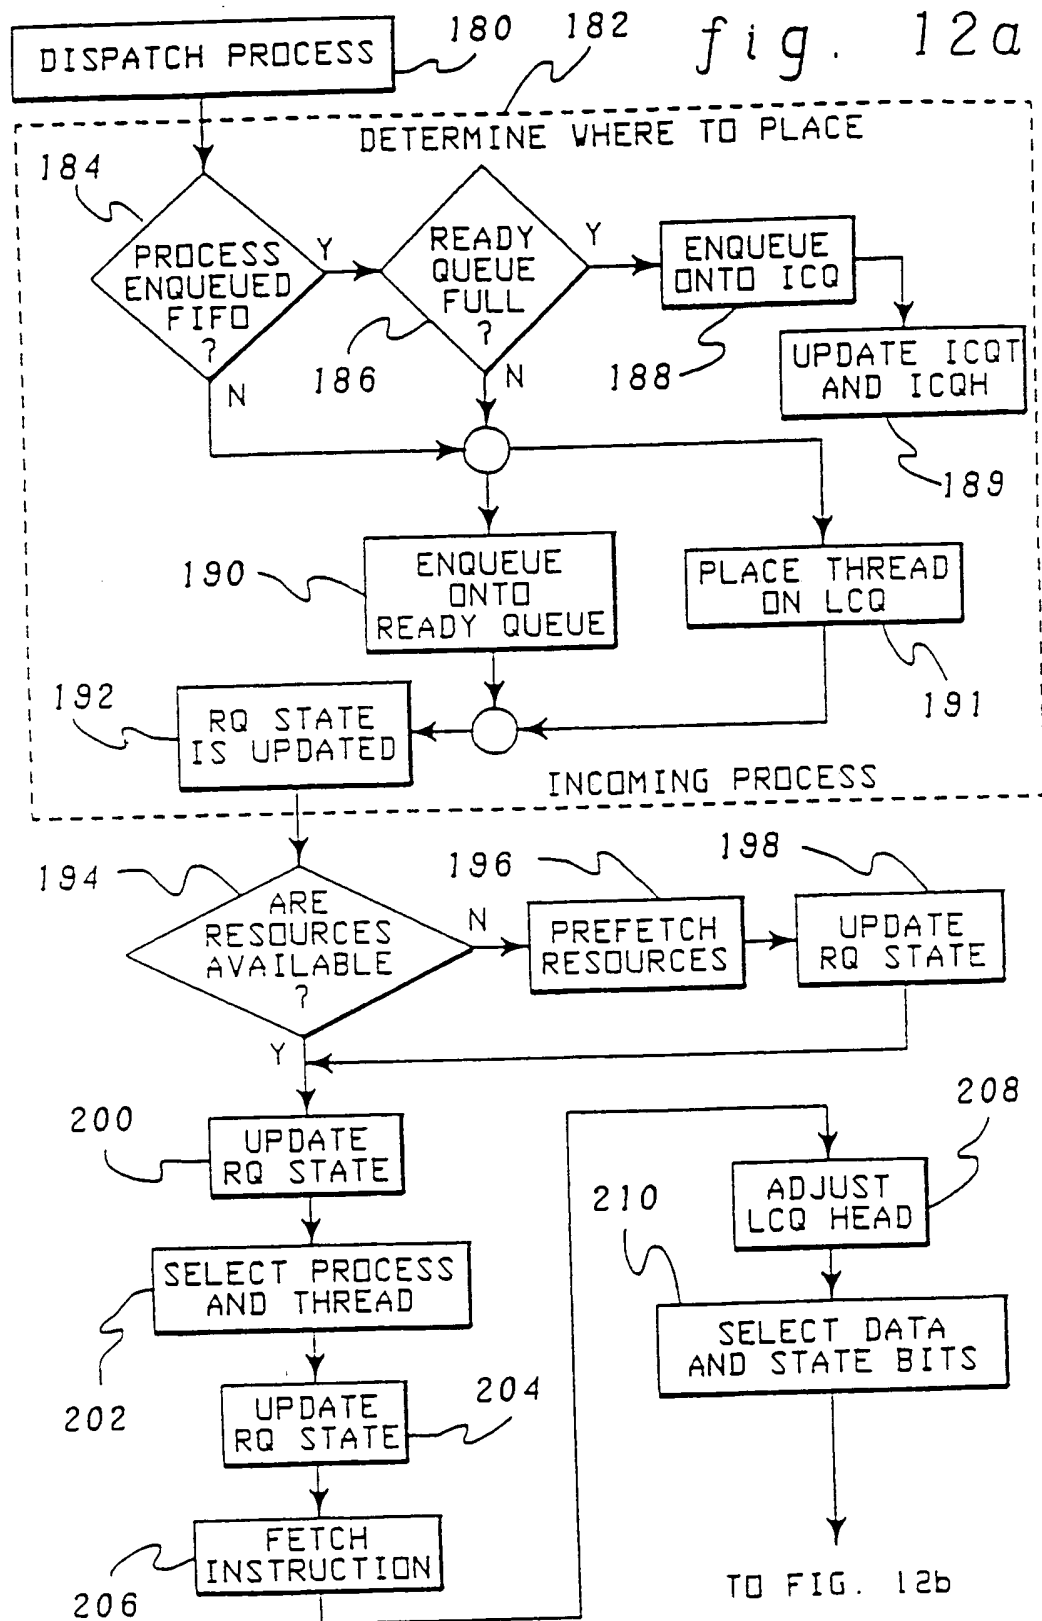 fig. 12a
DISPATCH PROCESS
180
182
DETERMINE WHERE TO PLACE
184
PROCESS
ENQUEUED
FIFO
?
Y
N
READY
QUEUE
FULL
?
186
Y
N
ENQUEUE
ONTO ICQ
188
UPDATE ICQT
AND ICQH
189
190
ENQUEUE
ONTO
READY QUEUE
PLACE THREAD
ON LCQ
191
192
RQ STATE
IS UPDATED
INCOMING PROCESS
194
ARE
RESOURCES
AVAILABLE
?
N
Y
196
PREFETCH
RESOURCES
198
UPDATE
RQ STATE
200
UPDATE
RQ STATE
SELECT PROCESS
AND THREAD
202
UPDATE
RQ STATE
204
FETCH
INSTRUCTION
206
208
ADJUST
LCQ HEAD
210
SELECT DATA
AND STATE BITS
TO FIG. 12b